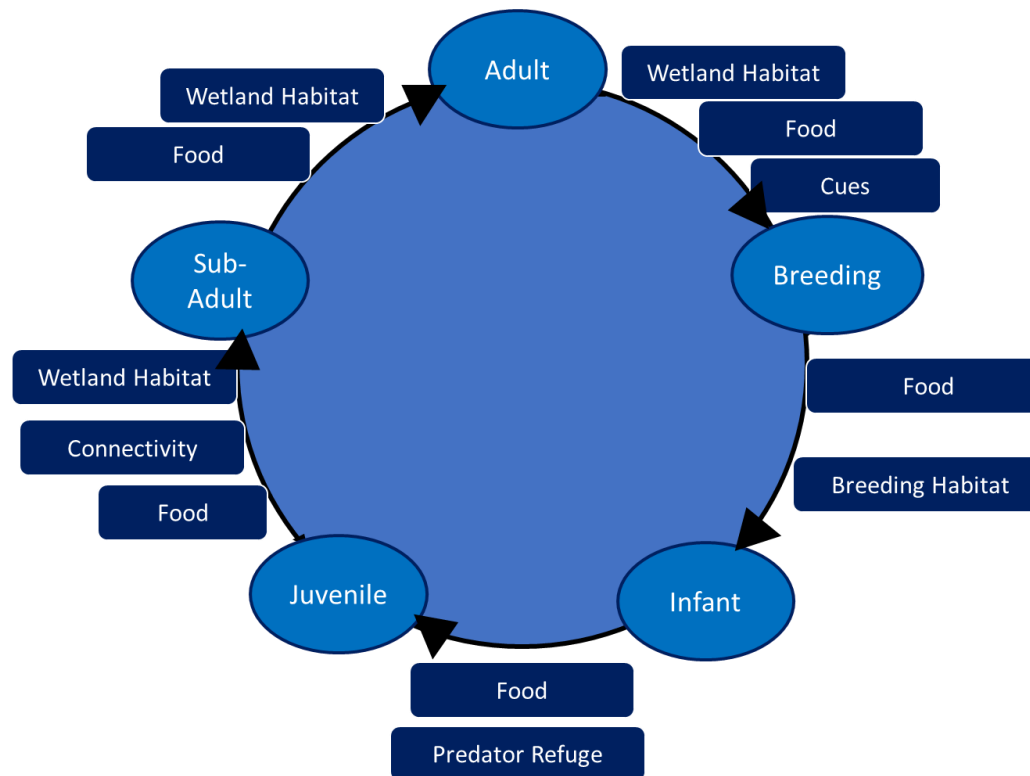 Adult
Wetland Habitat
Food
Cues
Breeding
Food
Breeding Habitat
Infant
Food
Predator Refuge
Juvenile
Wetland Habitat
Connectivity
Food
Sub-
Adult
Wetland Habitat
Food